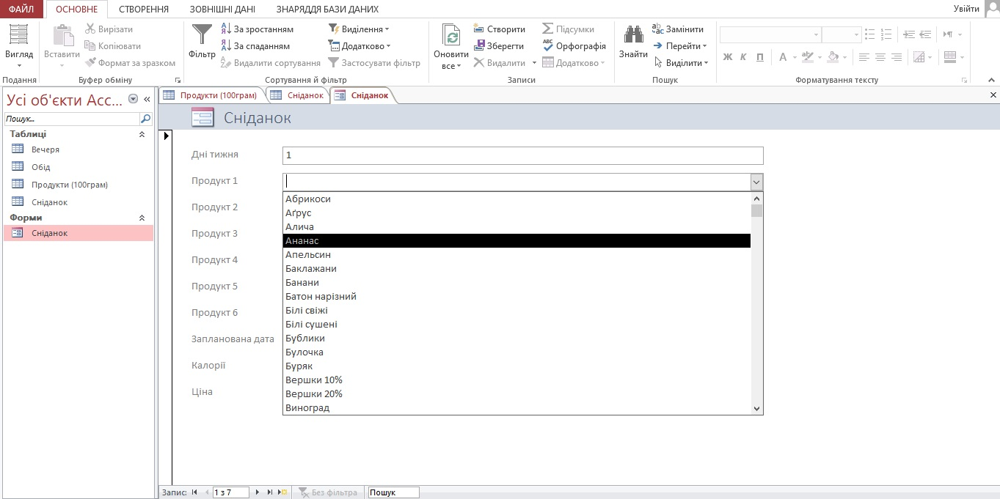 ФАЙЛ ОСНОВНЕ СТВОРЕННЯ ЗОВНІШНІ ДАНІ ЗНАРЯДДЯ БАЗИ ДАНИХ Увійти
Вигляд
Подання
Вставити
Вирізати
Копіювати
Формат за зразком
Буфер обміну
Фільтр
За зростанням
За спаданням
Видалити сортування
Виділення
Додатково
Застосувати фільтр
Сортування й фільтр
Оновити
все
Створити
Зберегти
Видалити
Підсумки
Орфографія
Додатково
Записи
Знайти
Замінити
Перейти
Виділити
Пошук
Ж К П А
Форматування тексту
Усі об'єкти Acc...
Пошук...
Таблиці
Вечеря
Обід
Продукти (100грам)
Сніданок
Форми
Сніданок
Продукти (100грам) Сніданок Сніданок
Сніданок
Дні тижня 1
Продукт 1
Продукт 2
Продукт 3
Продукт 4
Продукт 5
Продукт 6
Запланована дата
Калорії
Ціна
Абрикоси
Аґрус
Алича
Ананас
Апельсин
Баклажани
Банани
Батон нарізний
Білі свіжі
Білі сушені
Бублики
Булочка
Буряк
Вершки 10%
Вершки 20%
Виноград
Запис: 1 з 7 Без фільтра Пошук